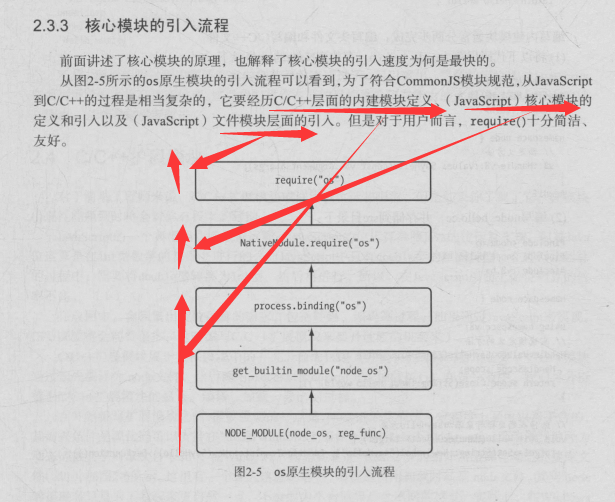 2.3.3 核心模块的引入流程
前面讲述了核心模块的原理，也解释了核心模块的引入速度为何是最快的。
从图2-5所示的os原生模块的引入流程可以看到，为了符合CommonJS模块规范，从JavaScript
到C/C++的过程是相当复杂的，它要经历C/C++层面的内建模块定义、（JavaScript）核心模块的
定义和引入以及（JavaScript）文件模块层面的引入。但是对于用户而言，require()十分简洁、
友好。
require("os")
NativeModule.require("os")
process.binding("os")
get_builtin_module("node_os")
NODE_MODULE(node_os, reg_func)
图2-5 os原生模块的引入流程